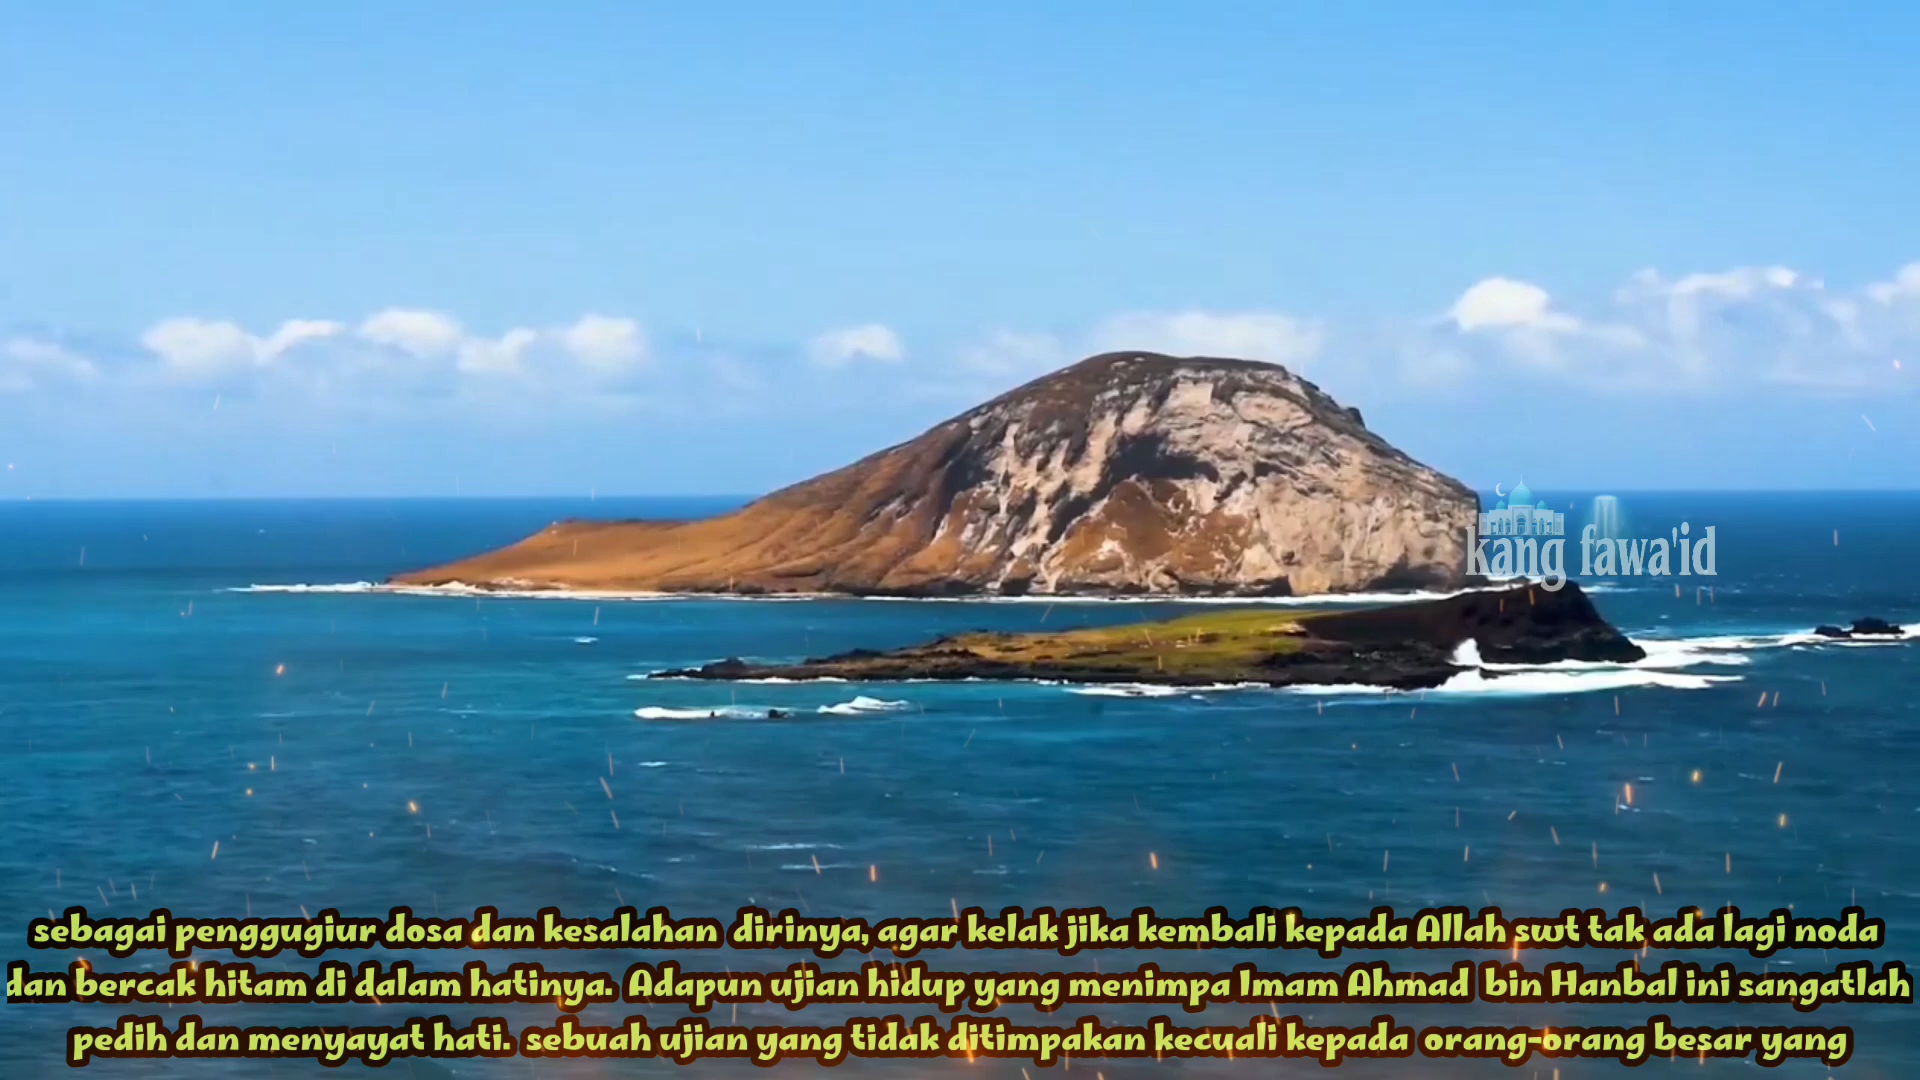 kang fawa'id
sebagai penggugiur dosa dan kesalahan dirinya, agar kelak jika kembali kepada Allah swt tak ada lagi noda
dan bercak hitam di dalam hatinya. Adapun ujian hidup yang menimpa Imam Ahmad bin Hanbal ini sangatlah
pedih dan menyayat hati. sebuah ujian yang tidak ditimpakan kecuali kepada orang-orang besar yang